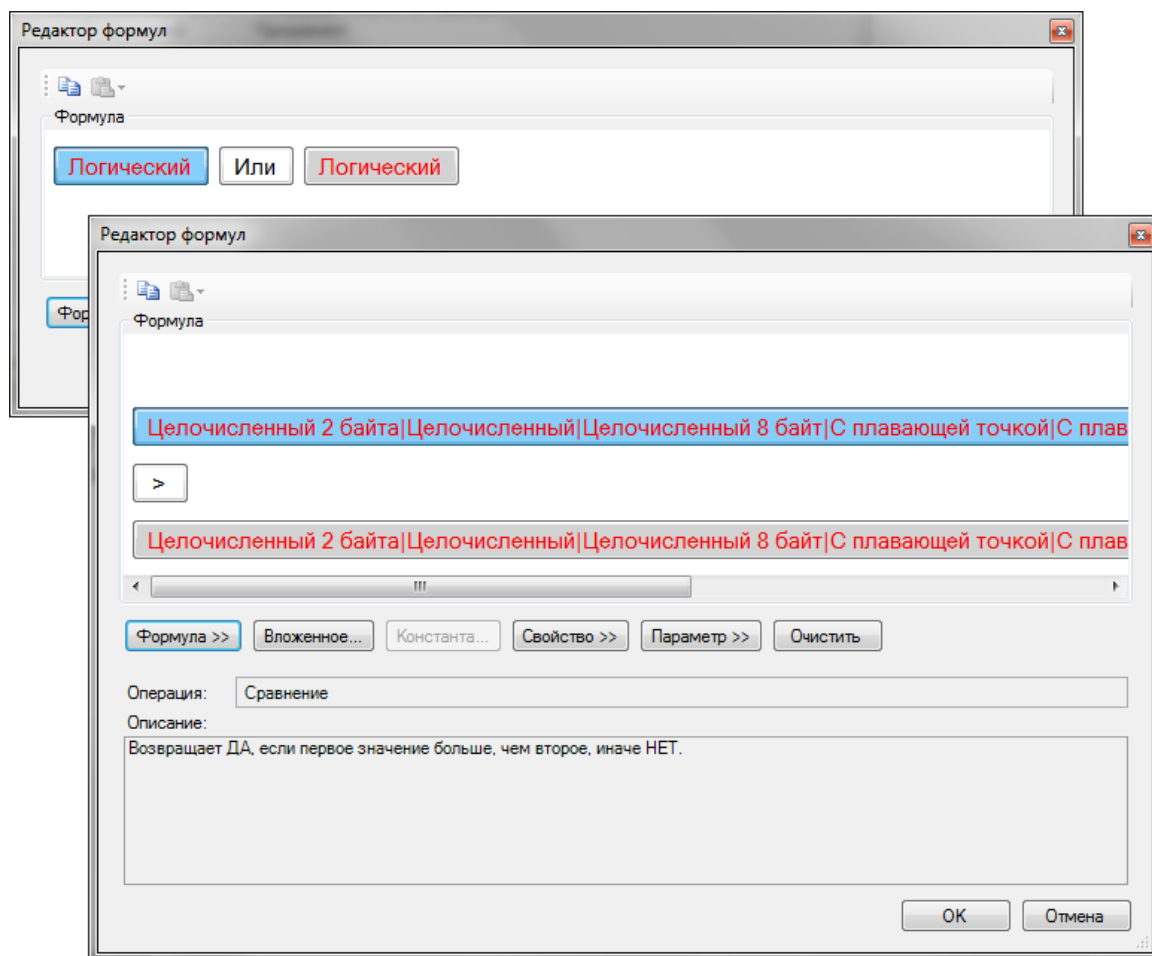 Редактор формул
Формула
Логический Или Логический
Фор
Редактор формул
Формула
Целочисленный 2 байта|Целочисленный|Целочисленный 8 байт|С плавающей точкой|С плав
>
Целочисленный 2 байта|Целочисленный|Целочисленный 8 байт|С плавающей точкой|С плав
Формула >> Вложенное... Константа... Свойство >> Параметр >> Очистить
Операция: Сравнение
Описание:
Возвращает ДА, если первое значение больше, чем второе, иначе НЕТ.
OK Отмена